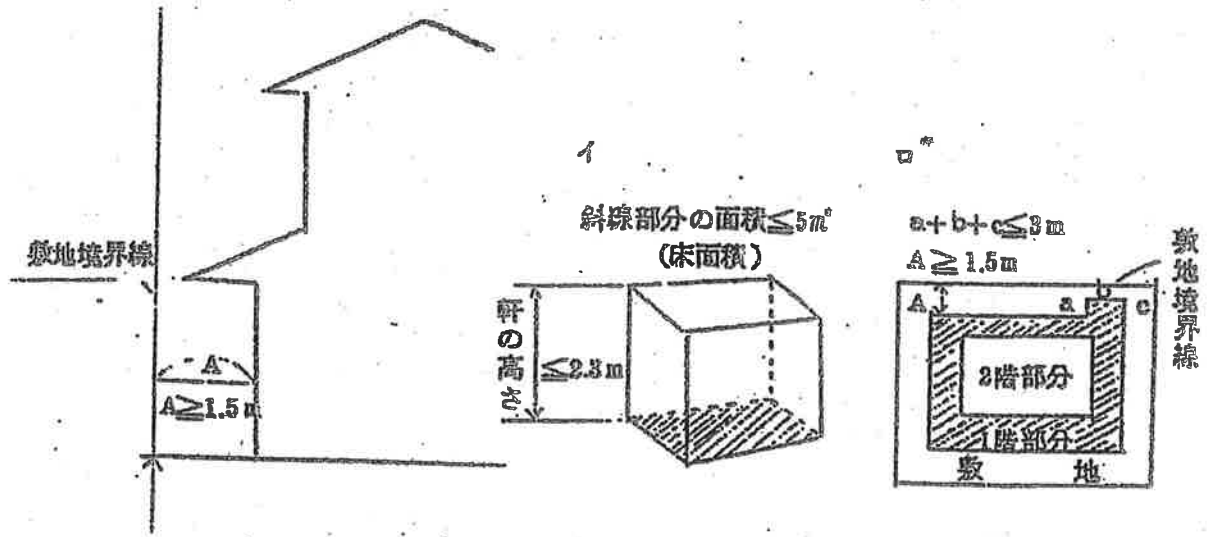 敷地境界線
A
A≧1.5m
イ
斜線部分の面積≦5㎡
(床面積)
軒の高さ
≦2.3m
ロ
a+b+c≦3m
A≧1.5m
敷地境界線
A
a
b
c
2階部分
1階部分
敷地